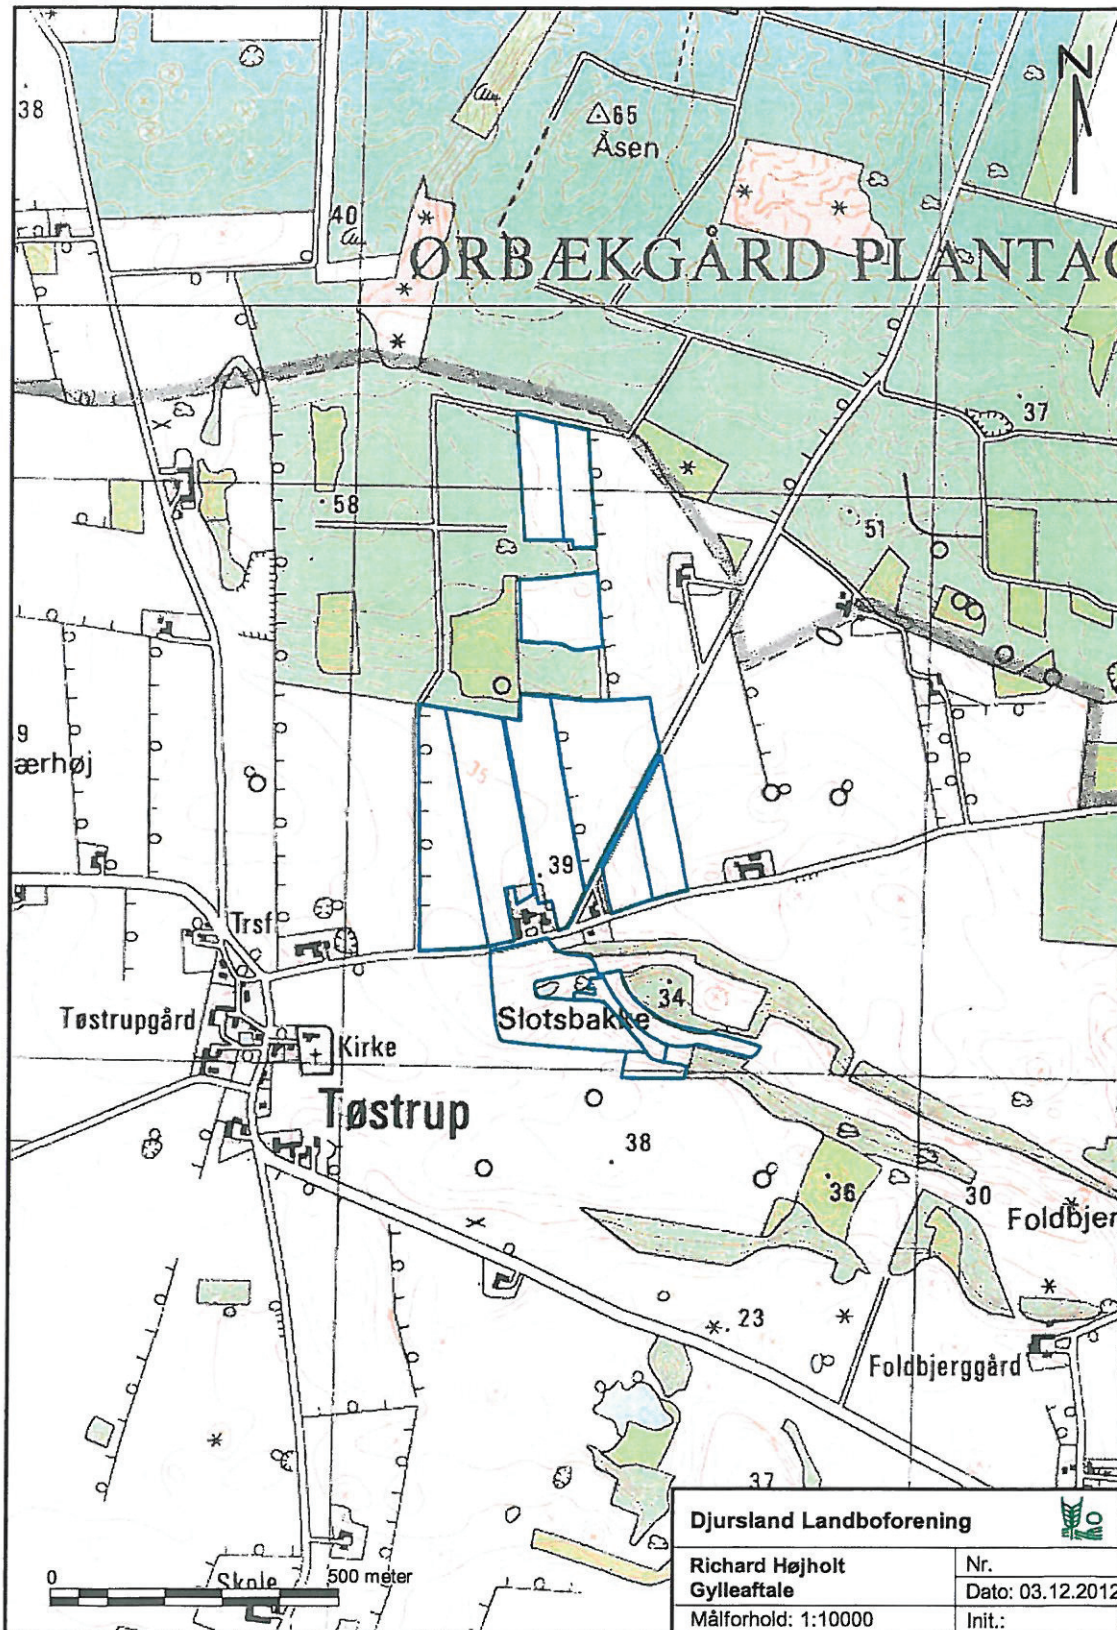 38
N
65
Åsen
40
ØRBÆKGÅRD PLANTAG
37
58
51
9
ærhøj
35
39
Trsf
34
Tøstrupgård
Slotsbakke
Kirke
Tøstrup
38
36
30
Foldbjer
23
Foldbjerggård
37
Djursland Landboforening
Richard Højholt
Nr.
Gylleaftale
Dato: 03.12.2012
Målforhold: 1:10000
Init.:
0
500 meter
Skole